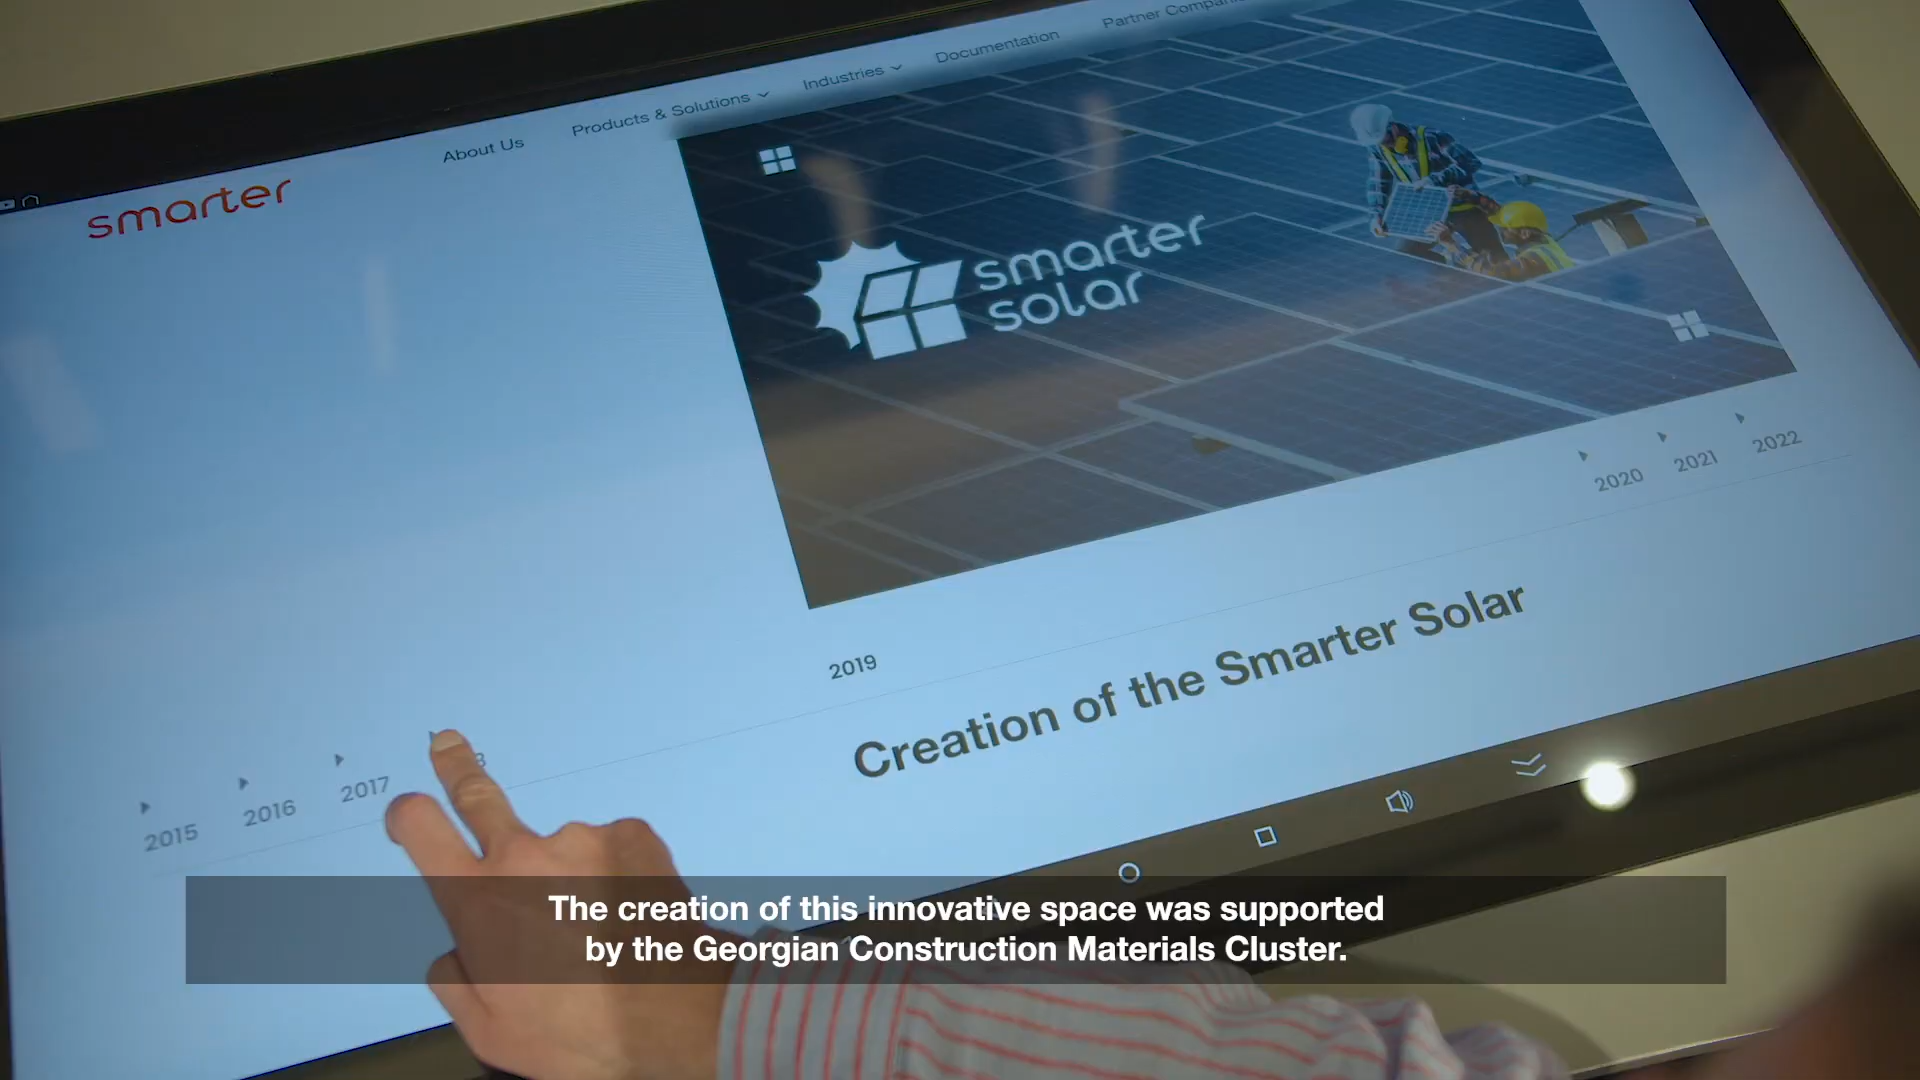 About Us
Products & Solutions
Industries
Documentation
Partner
smarter
smarter
solar
2015
2016
2017
2019
2020
2021
2022
Creation of the Smarter Solar
The creation of this innovative space was supported
by the Georgian Construction Materials Cluster.